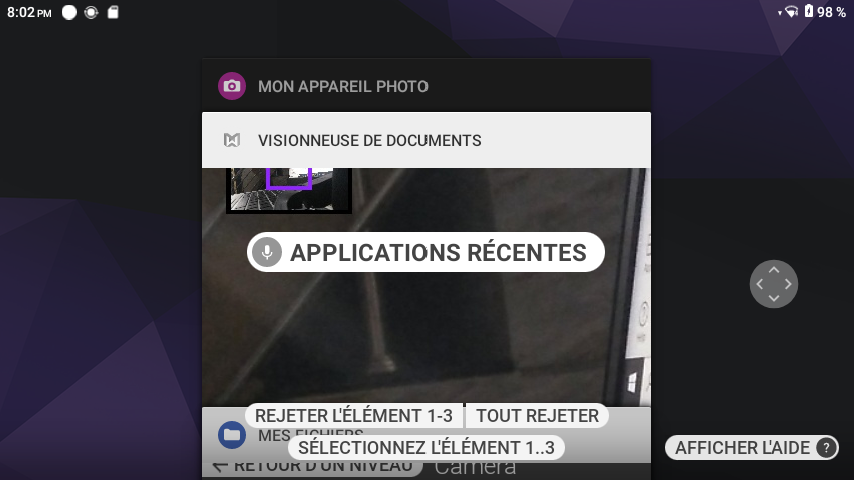 8:02 PM
98 %
MON APPAREIL PHOTO
VISIONNEUSE DE DOCUMENTS
APPLICATIONS RÉCENTES
REJETER L'ÉLÉMENT 1-3
TOUT REJETER
MES FICHIERS
SÉLECTIONNEZ L'ÉLÉMENT 1..3
AFFICHER L'AIDE ?
RETOUR D'UN NIVEAU
Camera